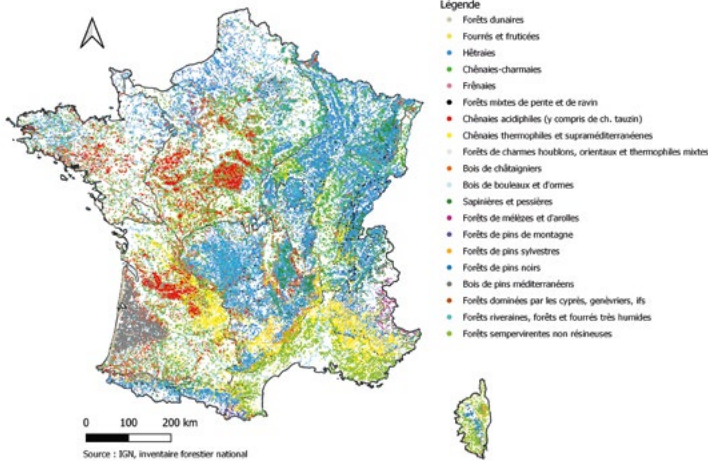 Légende
Forêts dunaires
Fourrés et fruticées
Hêtraies
Chênaies-charmaies
Frênaies
Forêts mixtes de pente et de ravin
Chênaies acidiphiles (y compris de ch. tauzin)
Chênaies thermophiles et supraméditerranéenes
Forêts de charmes houblons, orientaux et thermophiles mixtes
Bois de châtaigniers
Bois de bouleaux et d'ormes
Sapinières et pessières
Forêts de mélèzes et d'arolles
Forêts de pins de montagne
Forêts de pins sylvestres
Forêts de pins noirs
Bois de pins méditerranéens
Forêts dominées par les cyprès, genévriers, ifs
Forêts riveraines, forêts et fourrés très humides
Forêts sempervirentes non résineuses
0 100 200 km
Source : IGN, inventaire forestier national